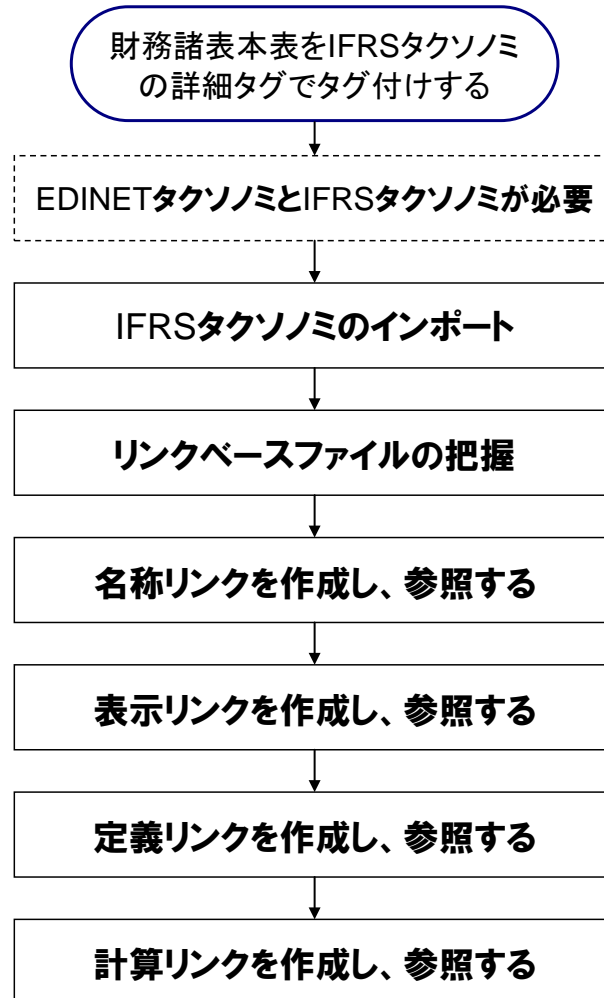 財務諸表本表をIFRSタクソノミ
の詳細タグでタグ付けする
EDINETタクソノミとIFRSタクソノミが必要
IFRSタクソノミのインポート
リンクベースファイルの把握
名称リンクを作成し、参照する
表示リンクを作成し、参照する
定義リンクを作成し、参照する
計算リンクを作成し、参照する